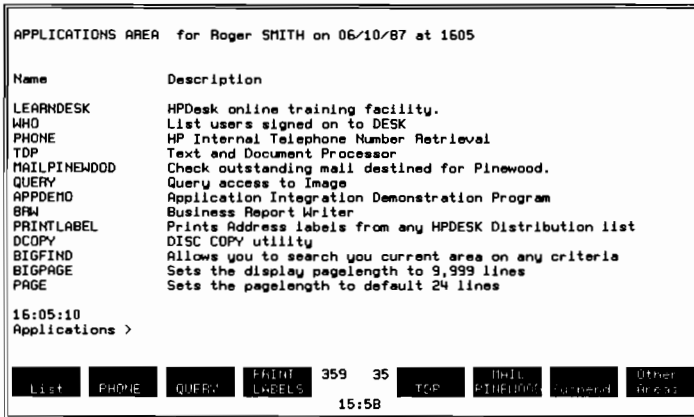 APPLICATIONS AREA for Roger SMITH on 06/10/87 at 1605
Name Description
LEARNDESK HPDesk online training facility.
WHO List users signed on to DESK
PHONE HP Internal Telephone Number Retrieval
TDP Text and Document Processor
MAILPINEWOOD Check outstanding mail destined for Pinewood.
QUERY Query access to Image
APPDEMO Application Integration Demonstration Program
BRW Business Report Writer
PRINTLABEL Prints Address labels from any HPDESK Distribution list
DCOPY DISC COPY utility
BIGFIND Allows you to search you current area on any criteria
BIGPAGE Sets the display pagelength to 9,999 lines
PAGE Sets the pagelength to default 24 lines
16:05:10
Applications >
List PHONE QUERY PRINT LABELS 359 35 TDP MAIL PINEWOOD Suspend Other Areas
15:58